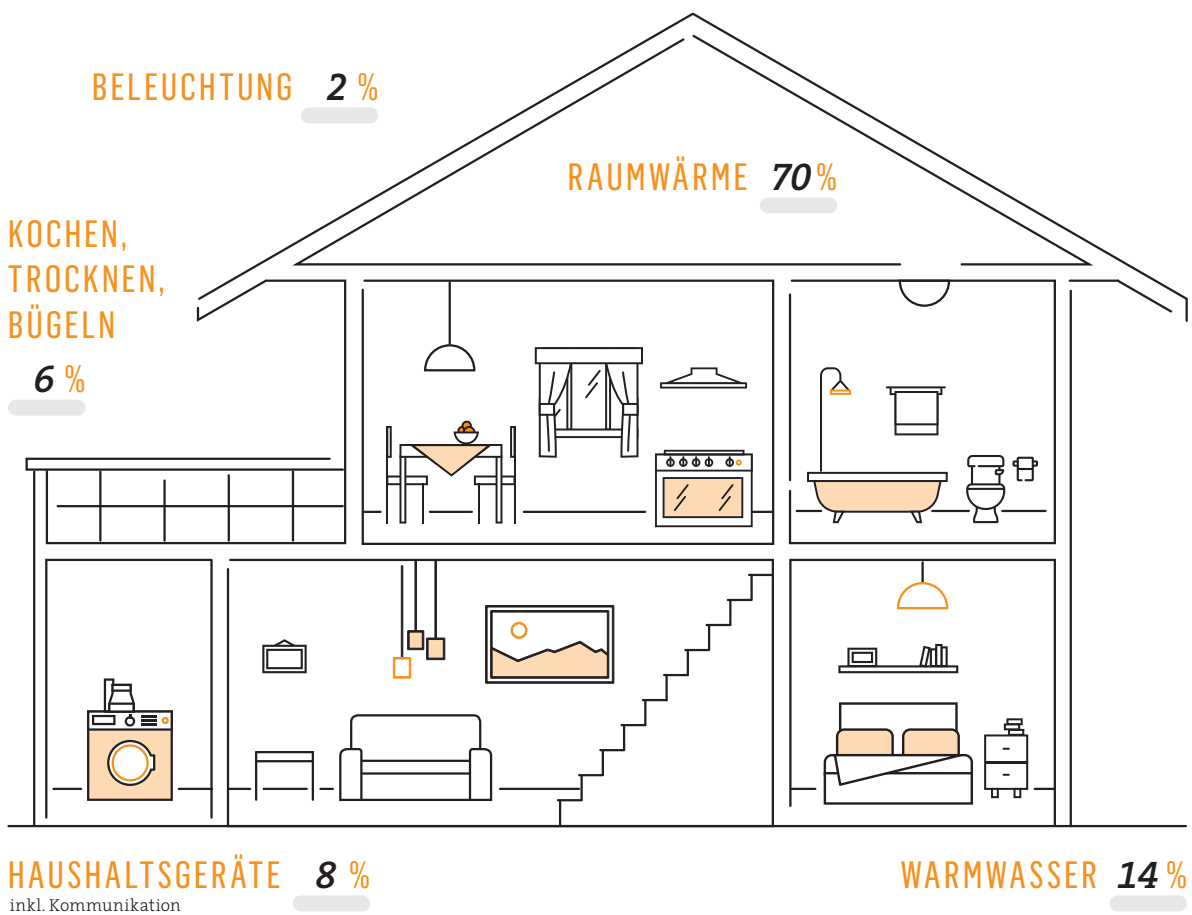 BELEUCHTUNG 2 %
RAUMWÄRME 70 %
KOCHEN,
TROCKNEN,
BÜGELN
6 %
HAUSHALTSGERÄTE 8 %
inkl. Kommunikation
WARMWASSER 14 %